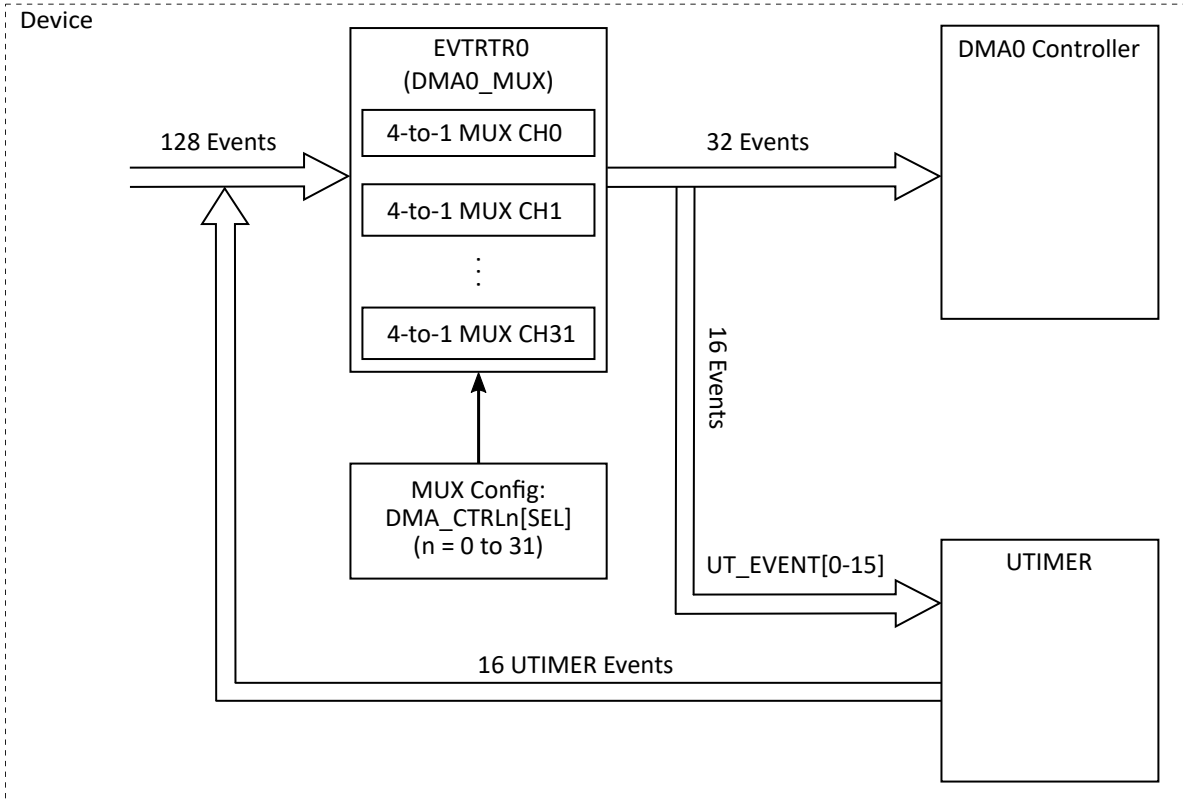 Device
EVTRTR0
(DMA0_MUX)
4-to-1 MUX CH0
4-to-1 MUX CH1
⋮
4-to-1 MUX CH31
DMA0 Controller
128 Events
32 Events
16 Events
MUX Config:
DMA_CTRLn[SEL]
(n = 0 to 31)
UT_EVENT[0-15]
UTIMER
16 UTIMER Events